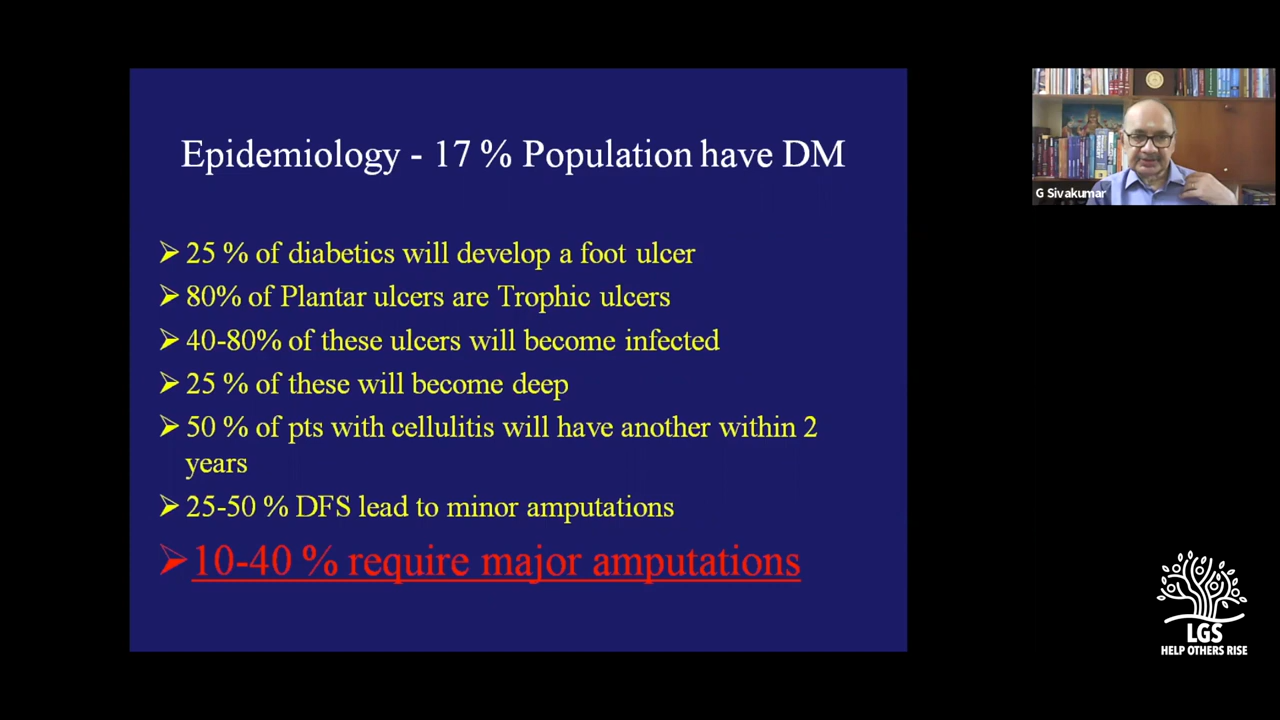 Epidemiology - 17 % Population have DM
➢ 25 % of diabetics will develop a foot ulcer
➢ 80% of Plantar ulcers are Trophic ulcers
➢ 40-80% of these ulcers will become infected
➢ 25 % of these will become deep
➢ 50 % of pts with cellulitis will have another within 2
years
➢ 25-50 % DFS lead to minor amputations
➢ 10-40 % require major amputations
G Sivakumar
LGS
HELP OTHERS RISE